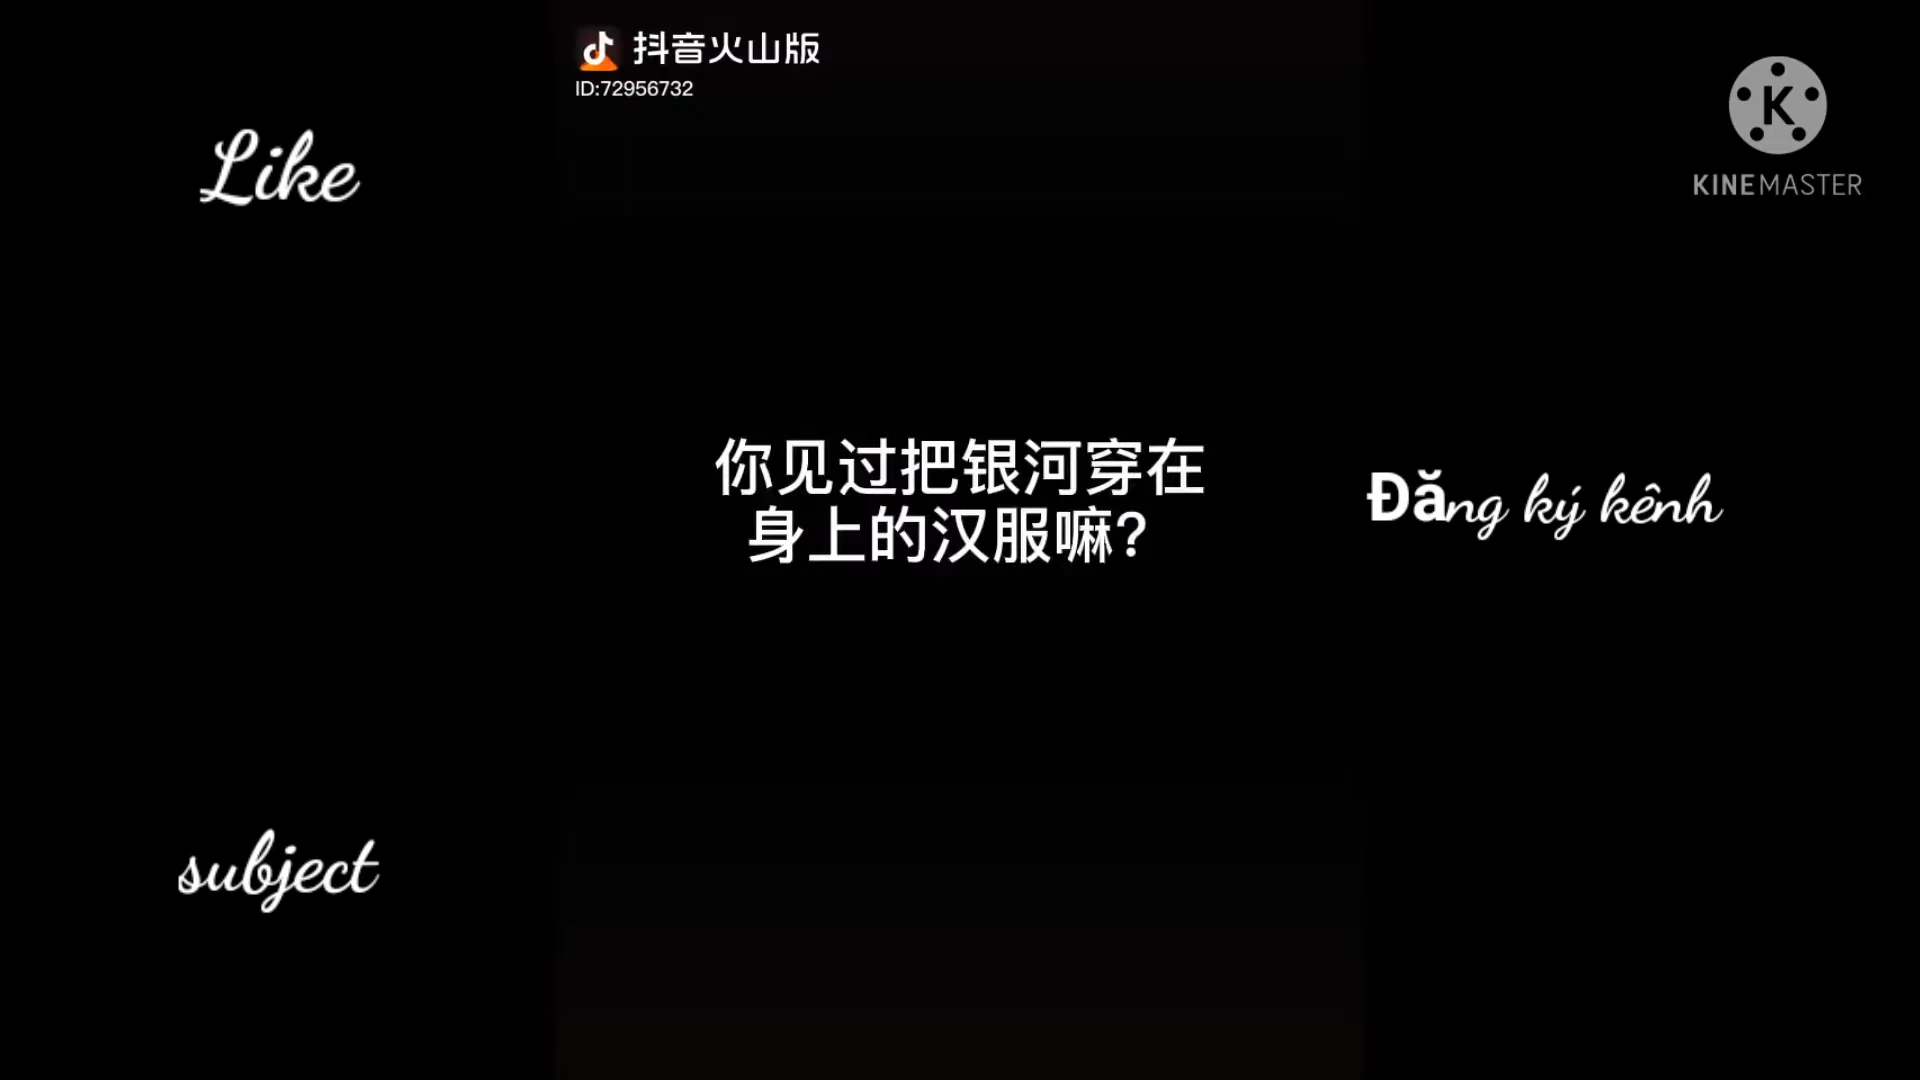 抖音火山版
ID:72956732
K
KINEMASTER
Like
你见过把银河穿在
身上的汉服嘛?
Đăng ký kênh
subject